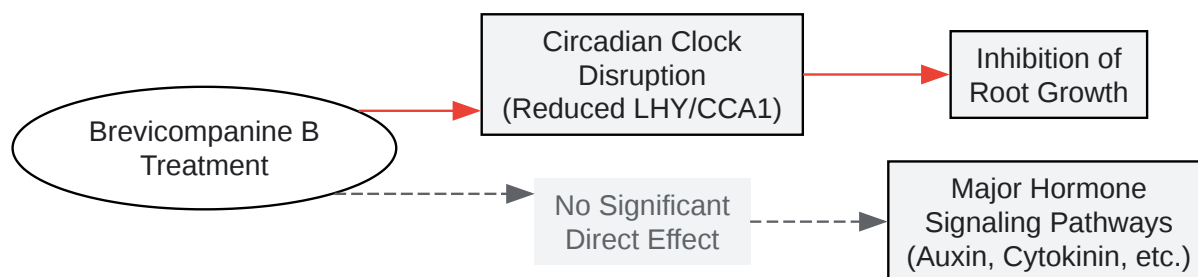 Brevicompanine B
Treatment
Circadian Clock
Disruption
(Reduced LHY/CCA1)
Inhibition of
Root Growth
No Significant
Direct Effect
Major Hormone
Signaling Pathways
(Auxin, Cytokinin, etc.)